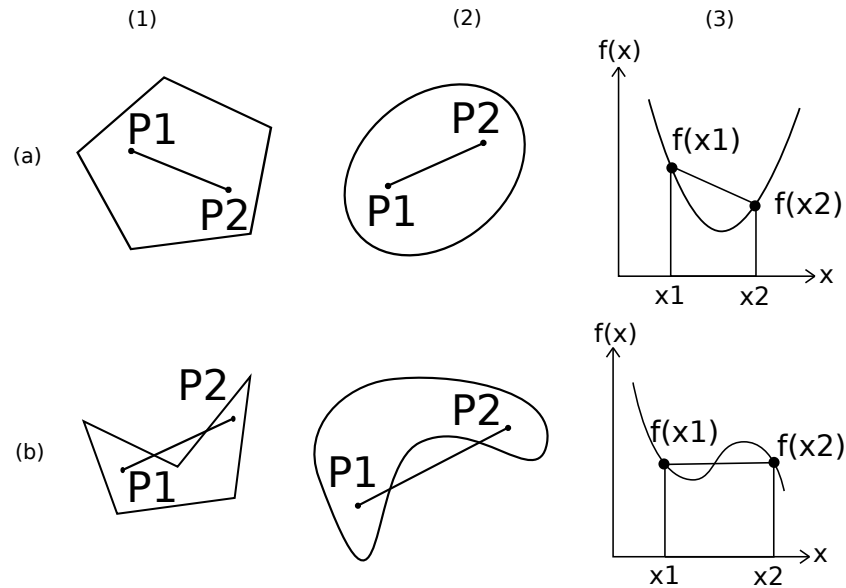 (1)
(2)
(3)
(a)
P1
P2
P2
P1
f(x)
f(x1)
f(x2)
x
x1
x2
(b)
P2
P1
P2
P1
f(x)
f(x1)
f(x2)
x
x1
x2